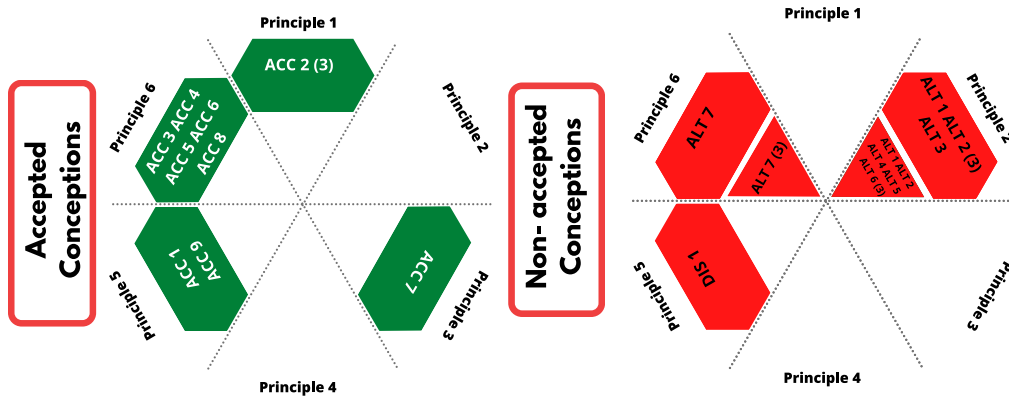 Accepted
Conceptions
Principle 1
ACC 2 (3)
Principle 6
ACC 3 ACC 4
ACC 5 ACC 6
ACC 8
Principle 2
Principle 5
ACC 1
ACC 9
ACC 7
Principle 3
Principle 4
Non- accepted
Conceptions
Principle 1
Principle 6
ALT 7
ALT 7 (3)
Principle 2
ALT 1 ALT 2 (3)
ALT 3
ALT 1 ALT 2
ALT 4 ALT 5
ALT 6 (3)
Principle 5
DIS 1
Principle 3
Principle 4